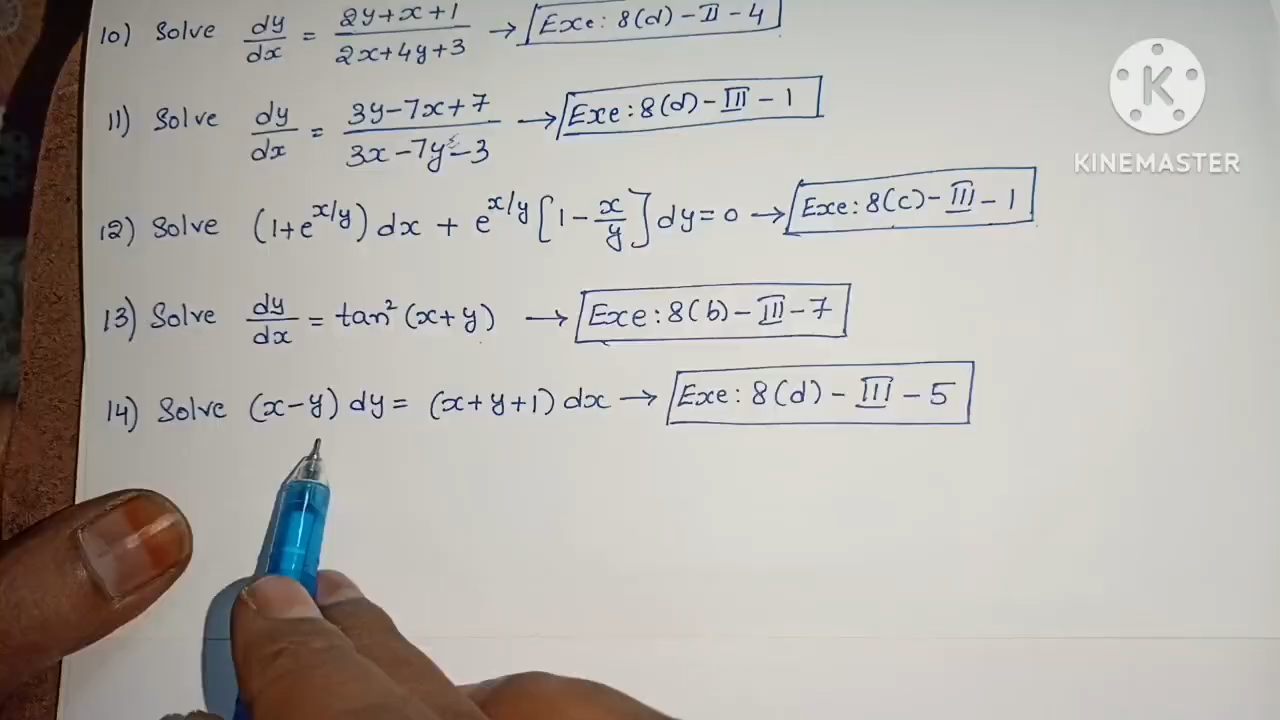 10) Solve dy/dx = (2y+x+1)/(2x+4y+3) → Exe: 8(d)-II-4
11) Solve dy/dx = (3y-7x+7)/(3x-7y-3) → Exe: 8(d)-III-1
12) Solve (1+e^(x/y)) dx + e^(x/y) [1-x/y] dy=0 → Exe: 8(c)-III-1
13) Solve dy/dx = tan²(x+y) → Exe: 8(b)-III-7
14) Solve (x-y) dy = (x+y+1) dx → Exe: 8(d)-III-5
K
KINEMASTER